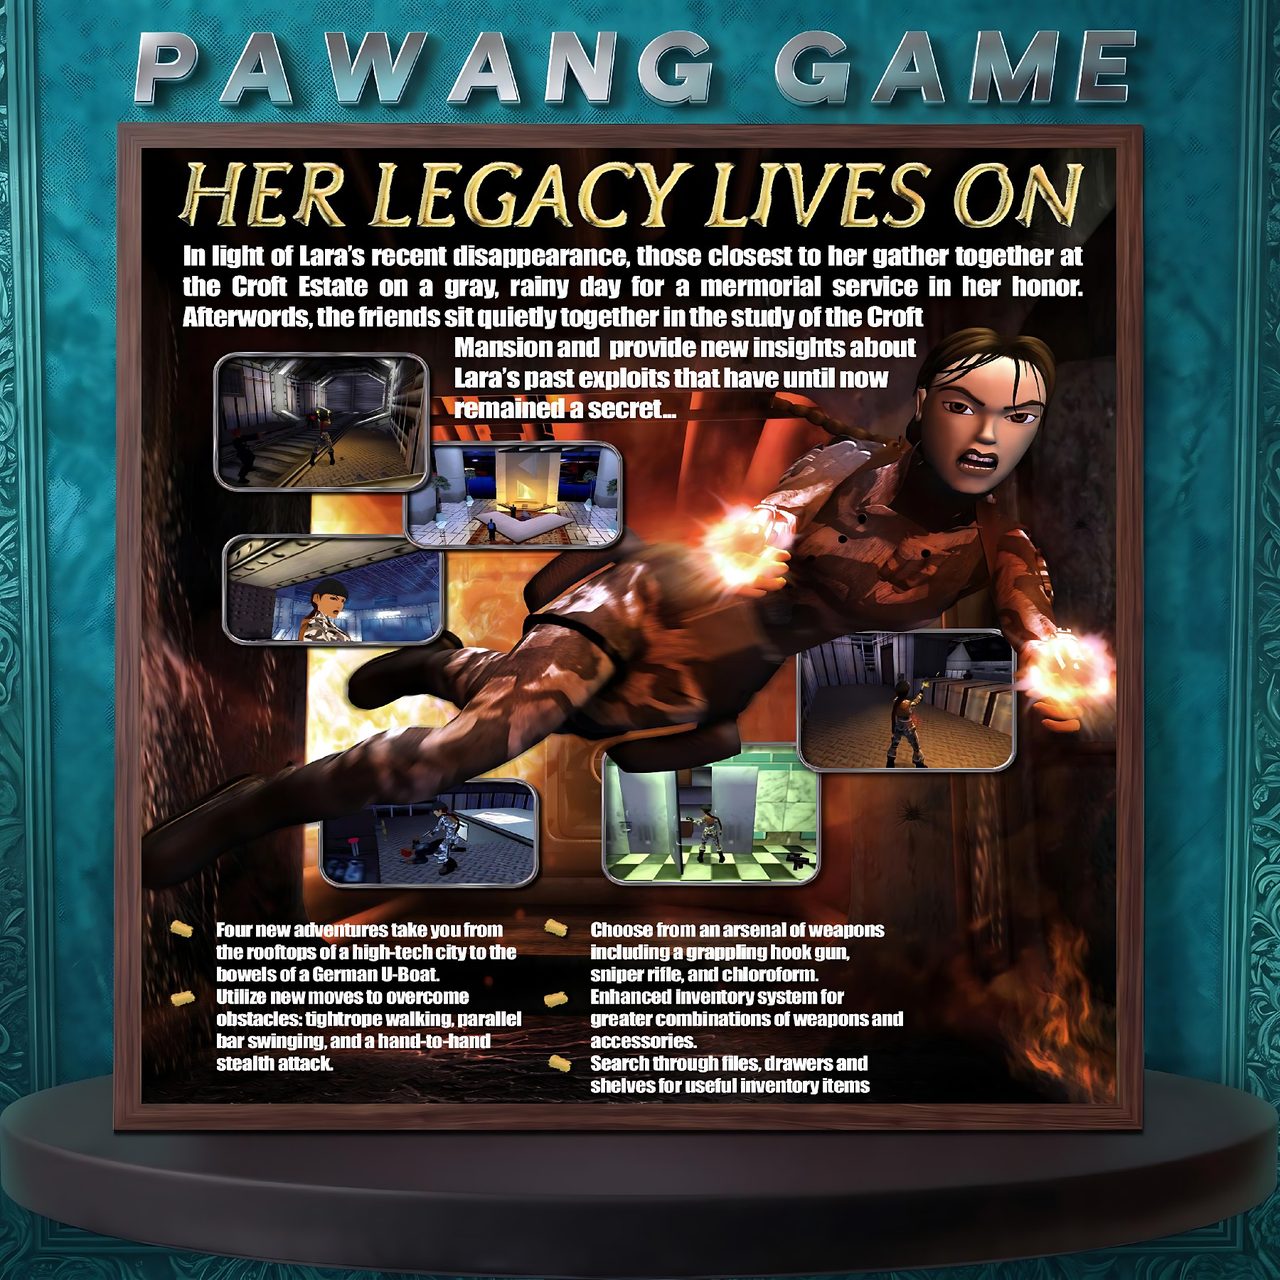 PAWANG GAME
HER LEGACY LIVES ON
In light of Lara's recent disappearance, those closest to her gather together at
the Croft Estate on a gray, rainy day for a mermorial service in her honor.
Afterwords, the friends sit quietly together in the study of the Croft
Mansion and provide new insights about
Lara's past exploits that have until now
remained a secret...
Four new adventures take you from
the rooftops of a high-tech city to the
bowels of a German U-Boat.
Utilize new moves to overcome
obstacles: tightrope walking, parallel
bar swinging, and a hand-to-hand
stealth attack.
Choose from an arsenal of weapons
including a grappling hook gun,
sniper rifle, and chloroform.
Enhanced Inventory system for
greater combinations of weapons and
accessories.
Search through files, drawers and
shelves for useful inventory items